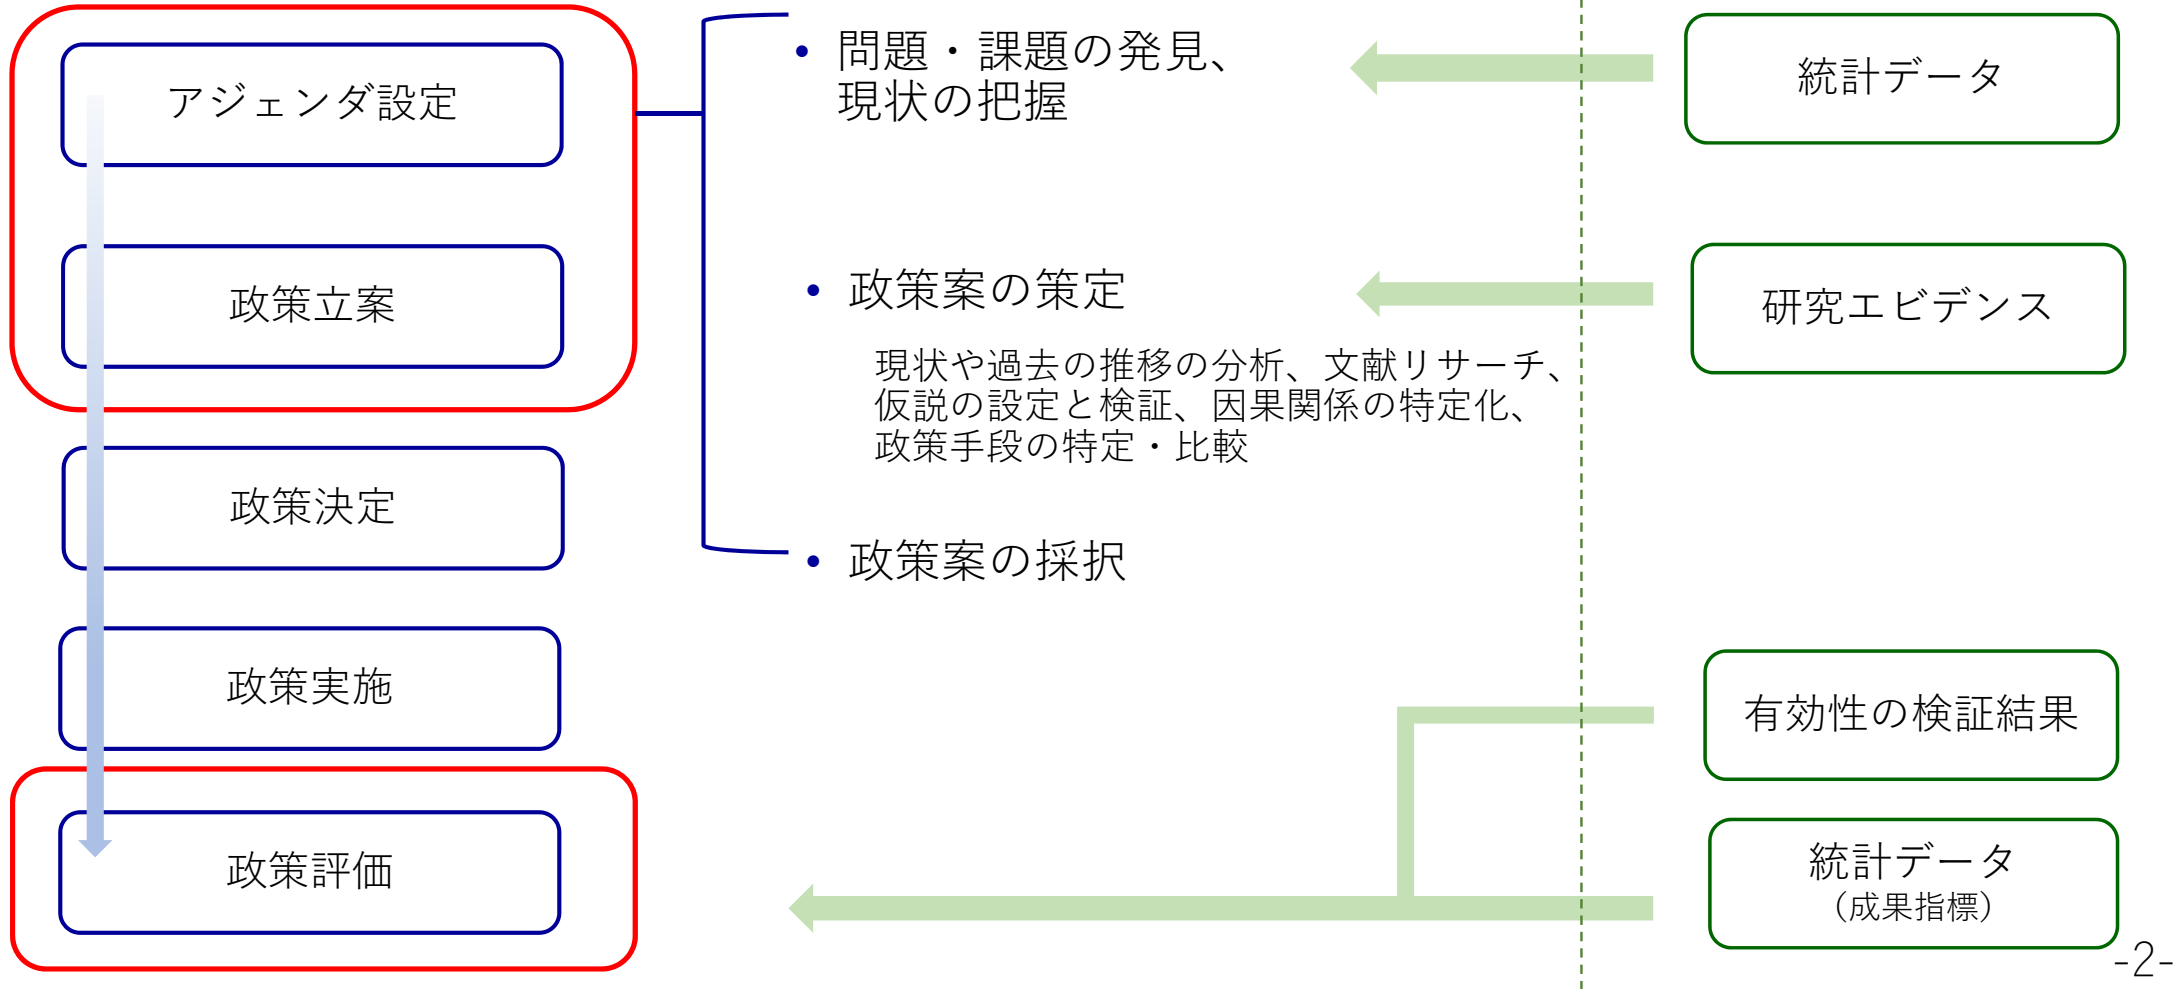 アジェンダ設定
政策立案
政策決定
政策実施
政策評価
• 問題・課題の発見、
現状の把握
• 政策案の策定
現状や過去の推移の分析、文献リサーチ、
仮説の設定と検証、因果関係の特定化、
政策手段の特定・比較
• 政策案の採択
統計データ
研究エビデンス
有効性の検証結果
統計データ
（成果指標）
-2-